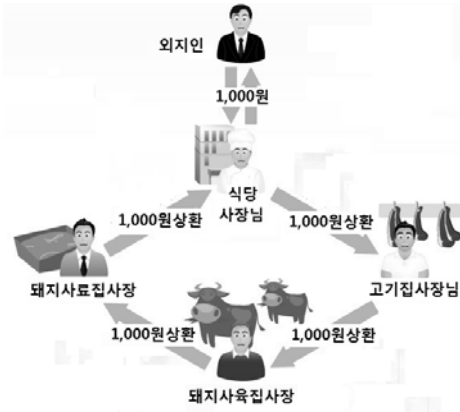 외지인
1,000원
식당
사장님
1,000원상환
1,000원상환
돼지사료집사장
고기집사장님
1,000원상환
1,000원상환
돼지사육집사장